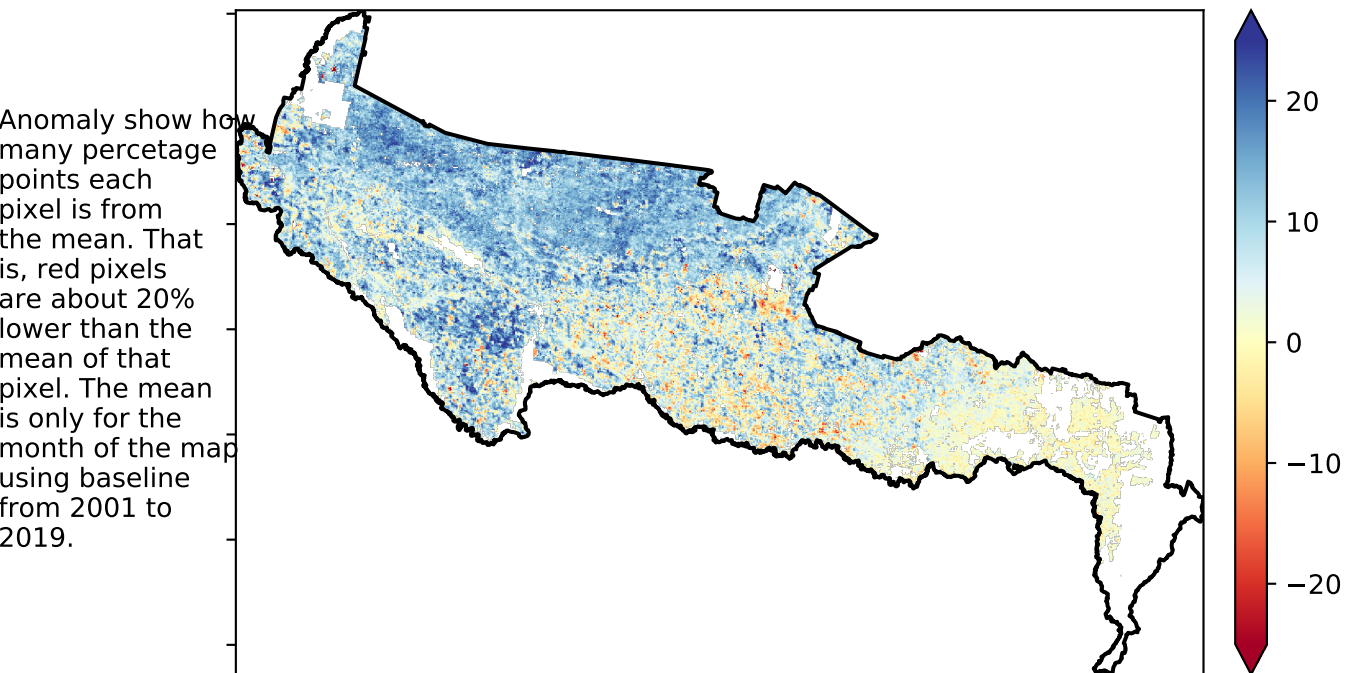 Anomaly show how
many percetage
points each
pixel is from
the mean. That
is, red pixels
are about 20%
lower than the
mean of that
pixel. The mean
is only for the
month of the map
using baseline
from 2001 to
2019.
20
10
0
−10
−20